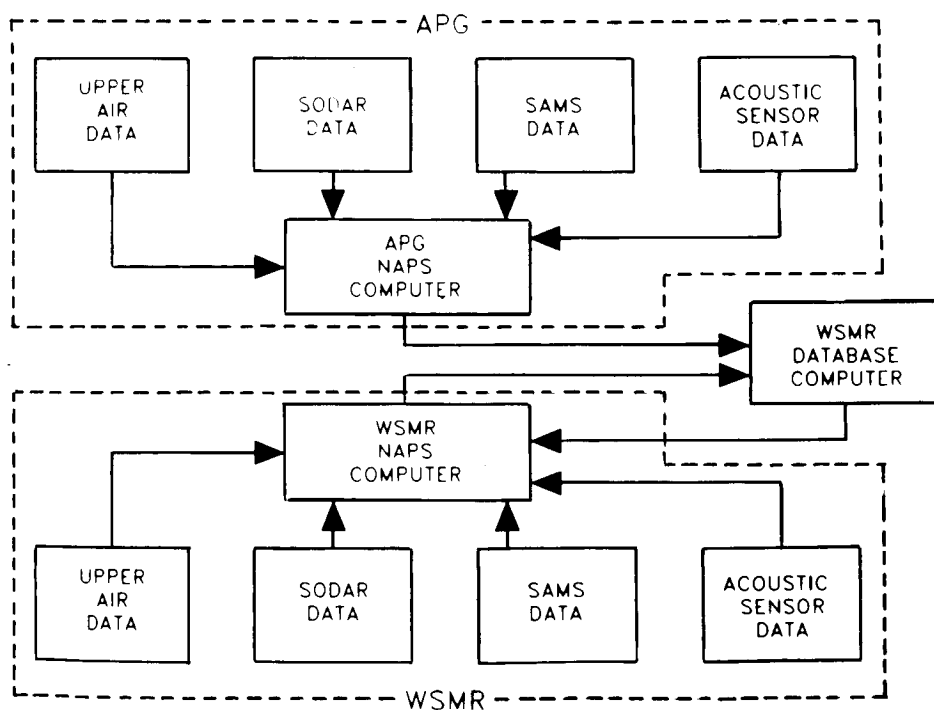 APG
UPPER
AIR
DATA
SODAR
DATA
SAMS
DATA
ACOUSTIC
SENSOR
DATA
APG
NAPS
COMPUTER
WSMR
DATABASE
COMPUTER
WSMR
NAPS
COMPUTER
UPPER
AIR
DATA
SODAR
DATA
SAMS
DATA
ACOUSTIC
SENSOR
DATA
WSMR